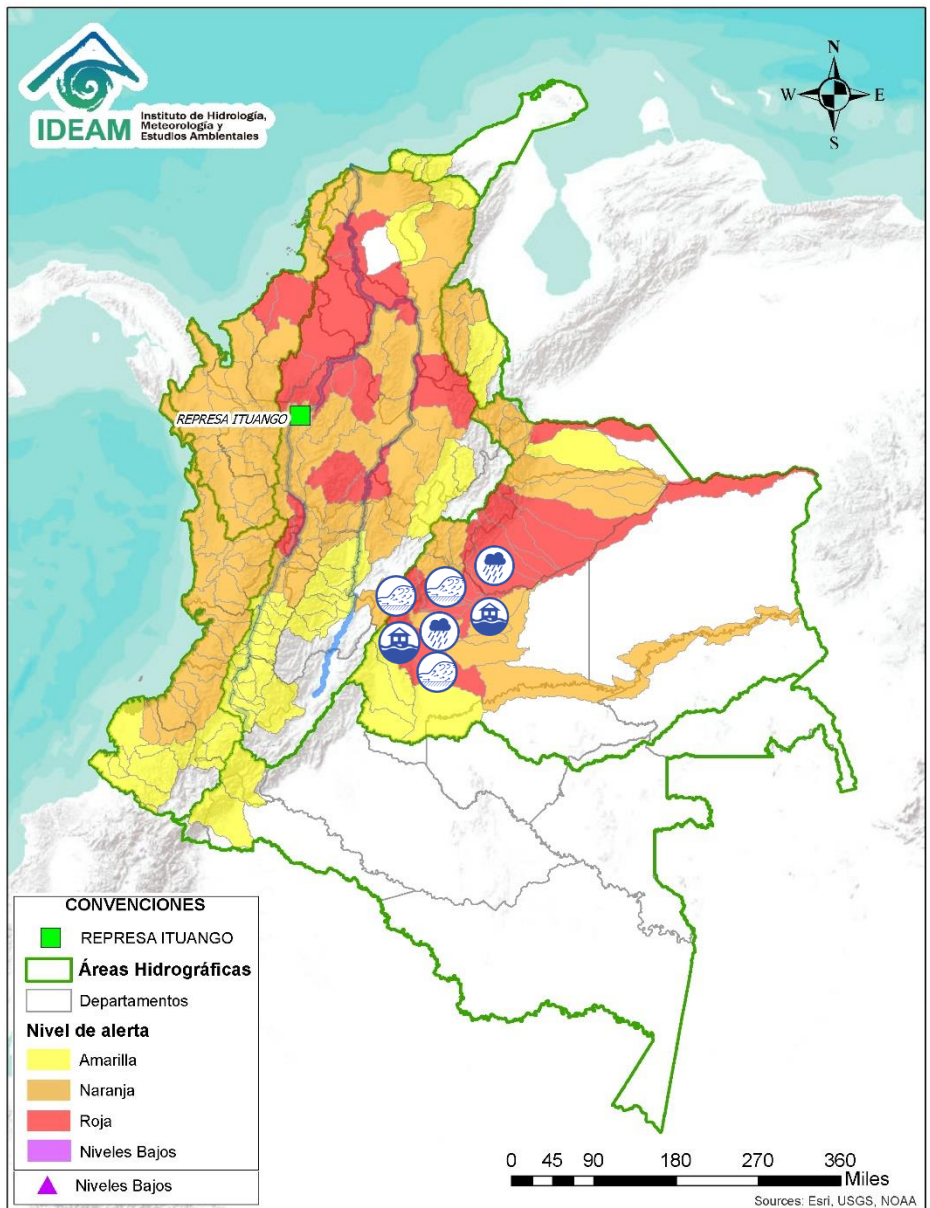 IDEAM
Instituto de Hidrología,
Meteorología y
Estudios Ambientales
N
W E
S
REPRESA ITUANGO
CONVENCIONES
REPRESA ITUANGO
Áreas Hidrográficas
Departamentos
Nivel de alerta
Amarilla
Naranja
Roja
Niveles Bajos
Niveles Bajos
0 45 90 180 270 360
Miles
Sources: Esri, USGS, NOAA